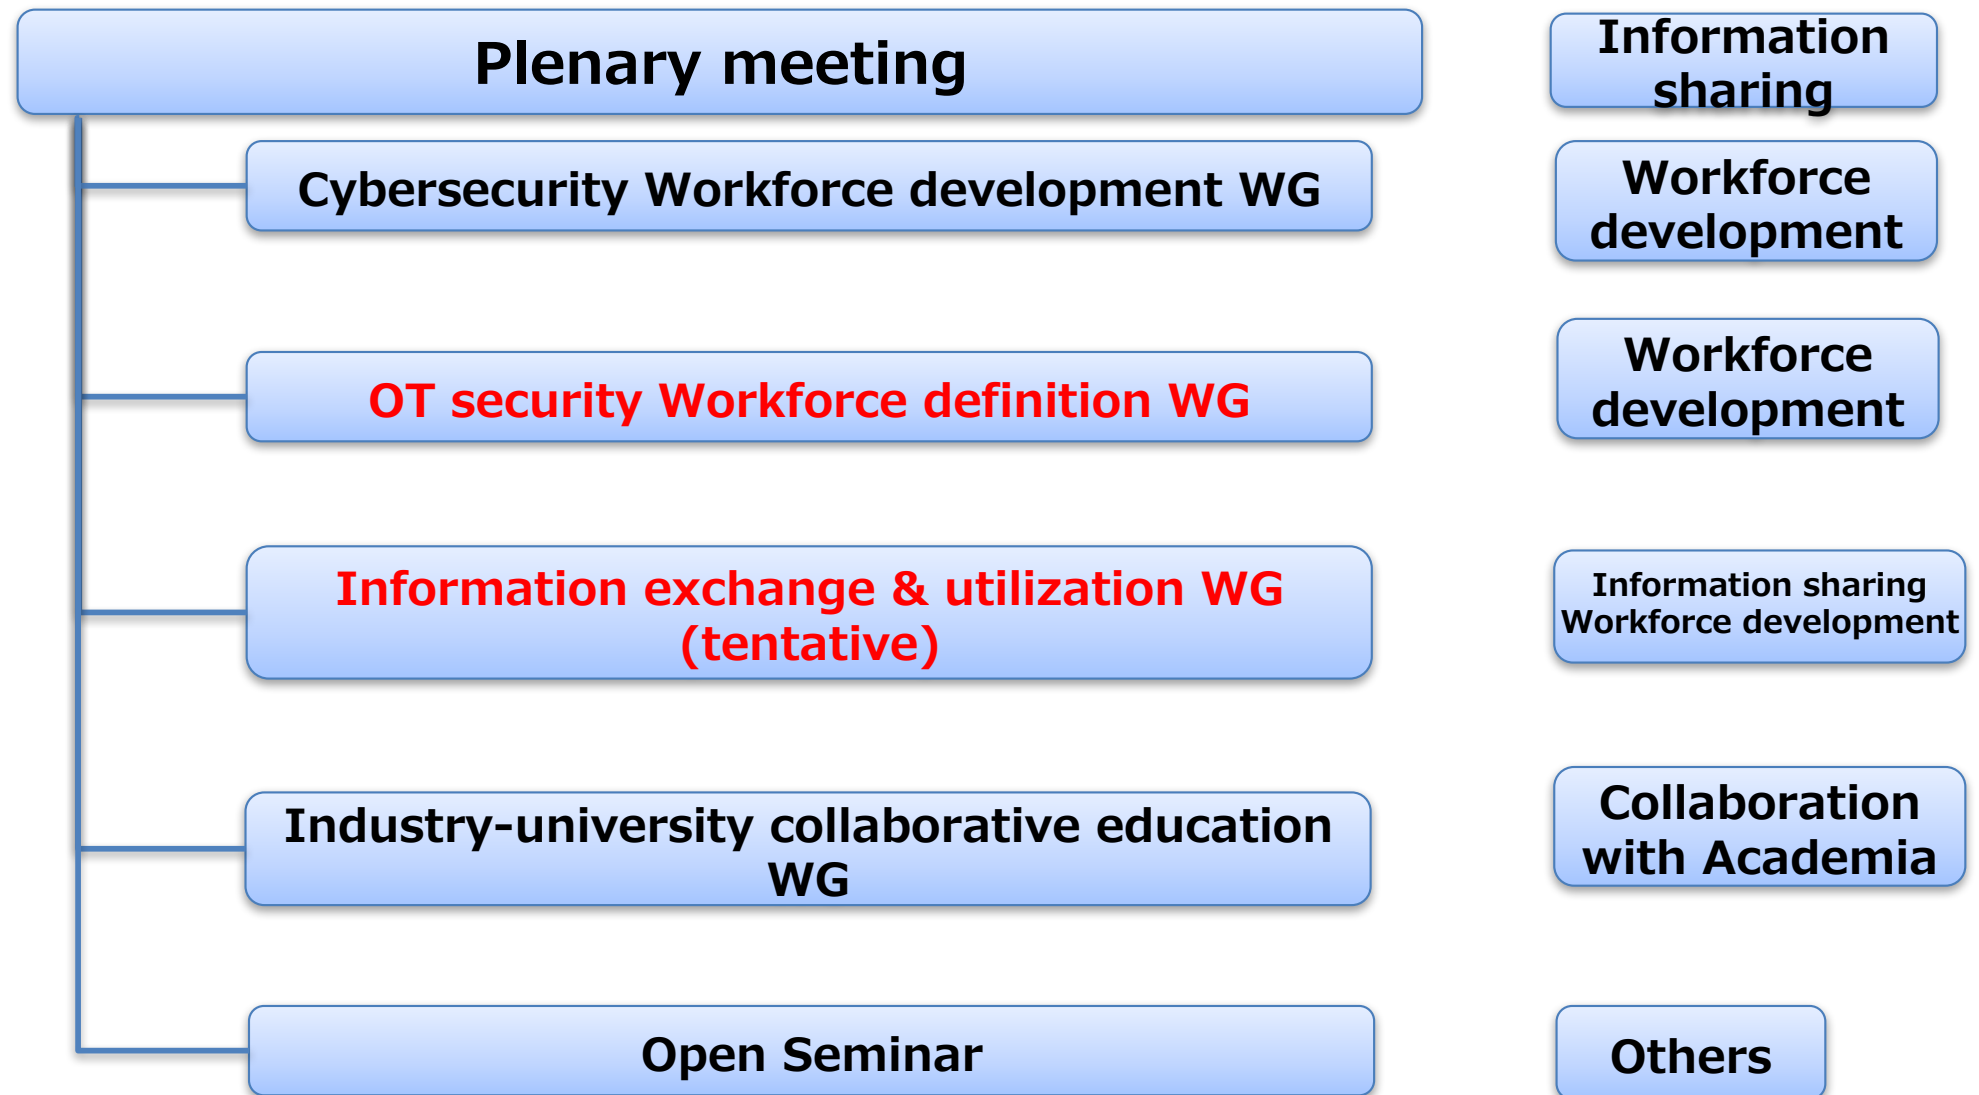 Plenary meeting
Information
sharing
Cybersecurity Workforce development WG
Workforce
development
OT security Workforce definition WG
Workforce
development
Information exchange & utilization WG
(tentative)
Information sharing
Workforce development
Industry-university collaborative education
WG
Collaboration
with Academia
Open Seminar
Others